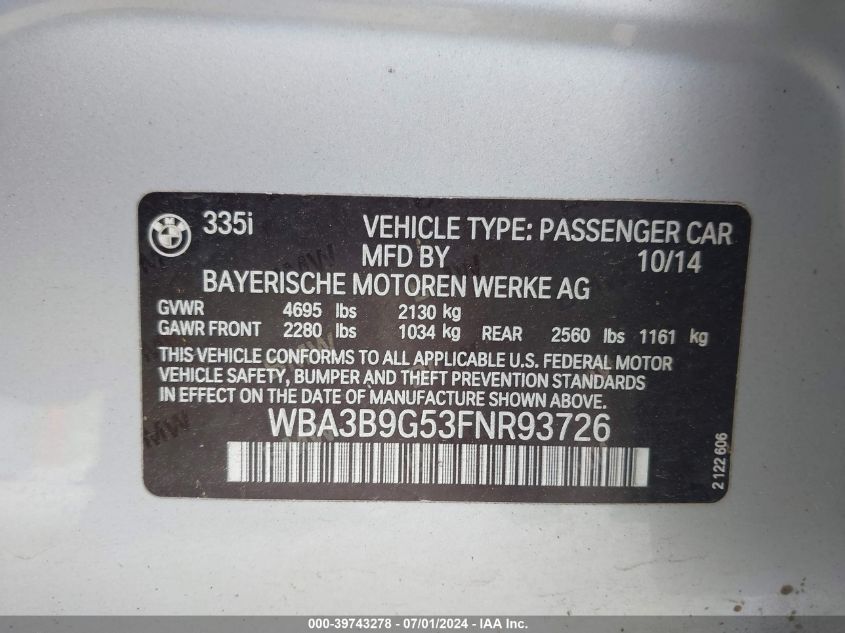 335i VEHICLE TYPE: PASSENGER CAR
MFD BY 10/14
BAYERISCHE MOTOREN WERKE AG
GVWR 4695 lbs 2130 kg
GAWR FRONT 2280 lbs 1034 kg REAR 2560 lbs 1161 kg
THIS VEHICLE CONFORMS TO ALL APPLICABLE U.S. FEDERAL MOTOR
VEHICLE SAFETY, BUMPER AND THEFT PREVENTION STANDARDS
IN EFFECT ON THE DATE OF MANUFACTURE SHOWN ABOVE.
WBA3B9G53FNR93726
2 122 606
000-39743278 - 07/01/2024 - IAA Inc.